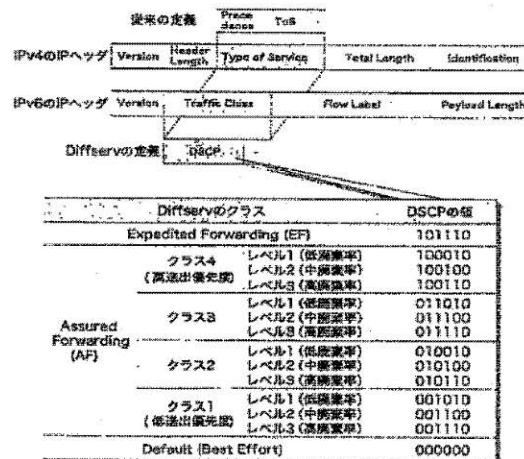 従来の定義 Prece dence ToS
IPv4のIPヘッダ Version Header Length Type of Service Total Length Identification
IPv6のIPヘッダ Version Traffic Class Flow Label Payload Length
Diffservの定義 DSCP
Diffservのクラス DSCPの値
Expedited Forwarding (EF) 101110
Assured Forwarding (AF)
クラス4 (高送出優先度)
レベル1 (低廃棄率) 100010
レベル2 (中廃棄率) 100100
レベル3 (高廃棄率) 100110
クラス3
レベル1 (低廃棄率) 011010
レベル2 (中廃棄率) 011100
レベル3 (高廃棄率) 011110
クラス2
レベル1 (低廃棄率) 010010
レベル2 (中廃棄率) 010100
レベル3 (高廃棄率) 010110
クラス1 (低送出優先度)
レベル1 (低廃棄率) 001010
レベル2 (中廃棄率) 001100
レベル3 (高廃棄率) 001110
Default (Best Effort) 000000